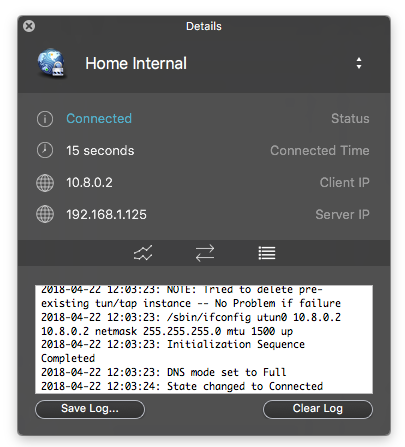 Details
Home Internal
Connected Status
15 seconds Connected Time
10.8.0.2 Client IP
192.168.1.125 Server IP
2018-04-22 12:03:23: NOTE: Tried to delete pre-
existing tun/tap instance -- No Problem if failure
2018-04-22 12:03:23: /sbin/ifconfig utun0 10.8.0.2
10.8.0.2 netmask 255.255.255.0 mtu 1500 up
2018-04-22 12:03:23: Initialization Sequence
Completed
2018-04-22 12:03:23: DNS mode set to Full
2018-04-22 12:03:24: State changed to Connected
Save Log... Clear Log